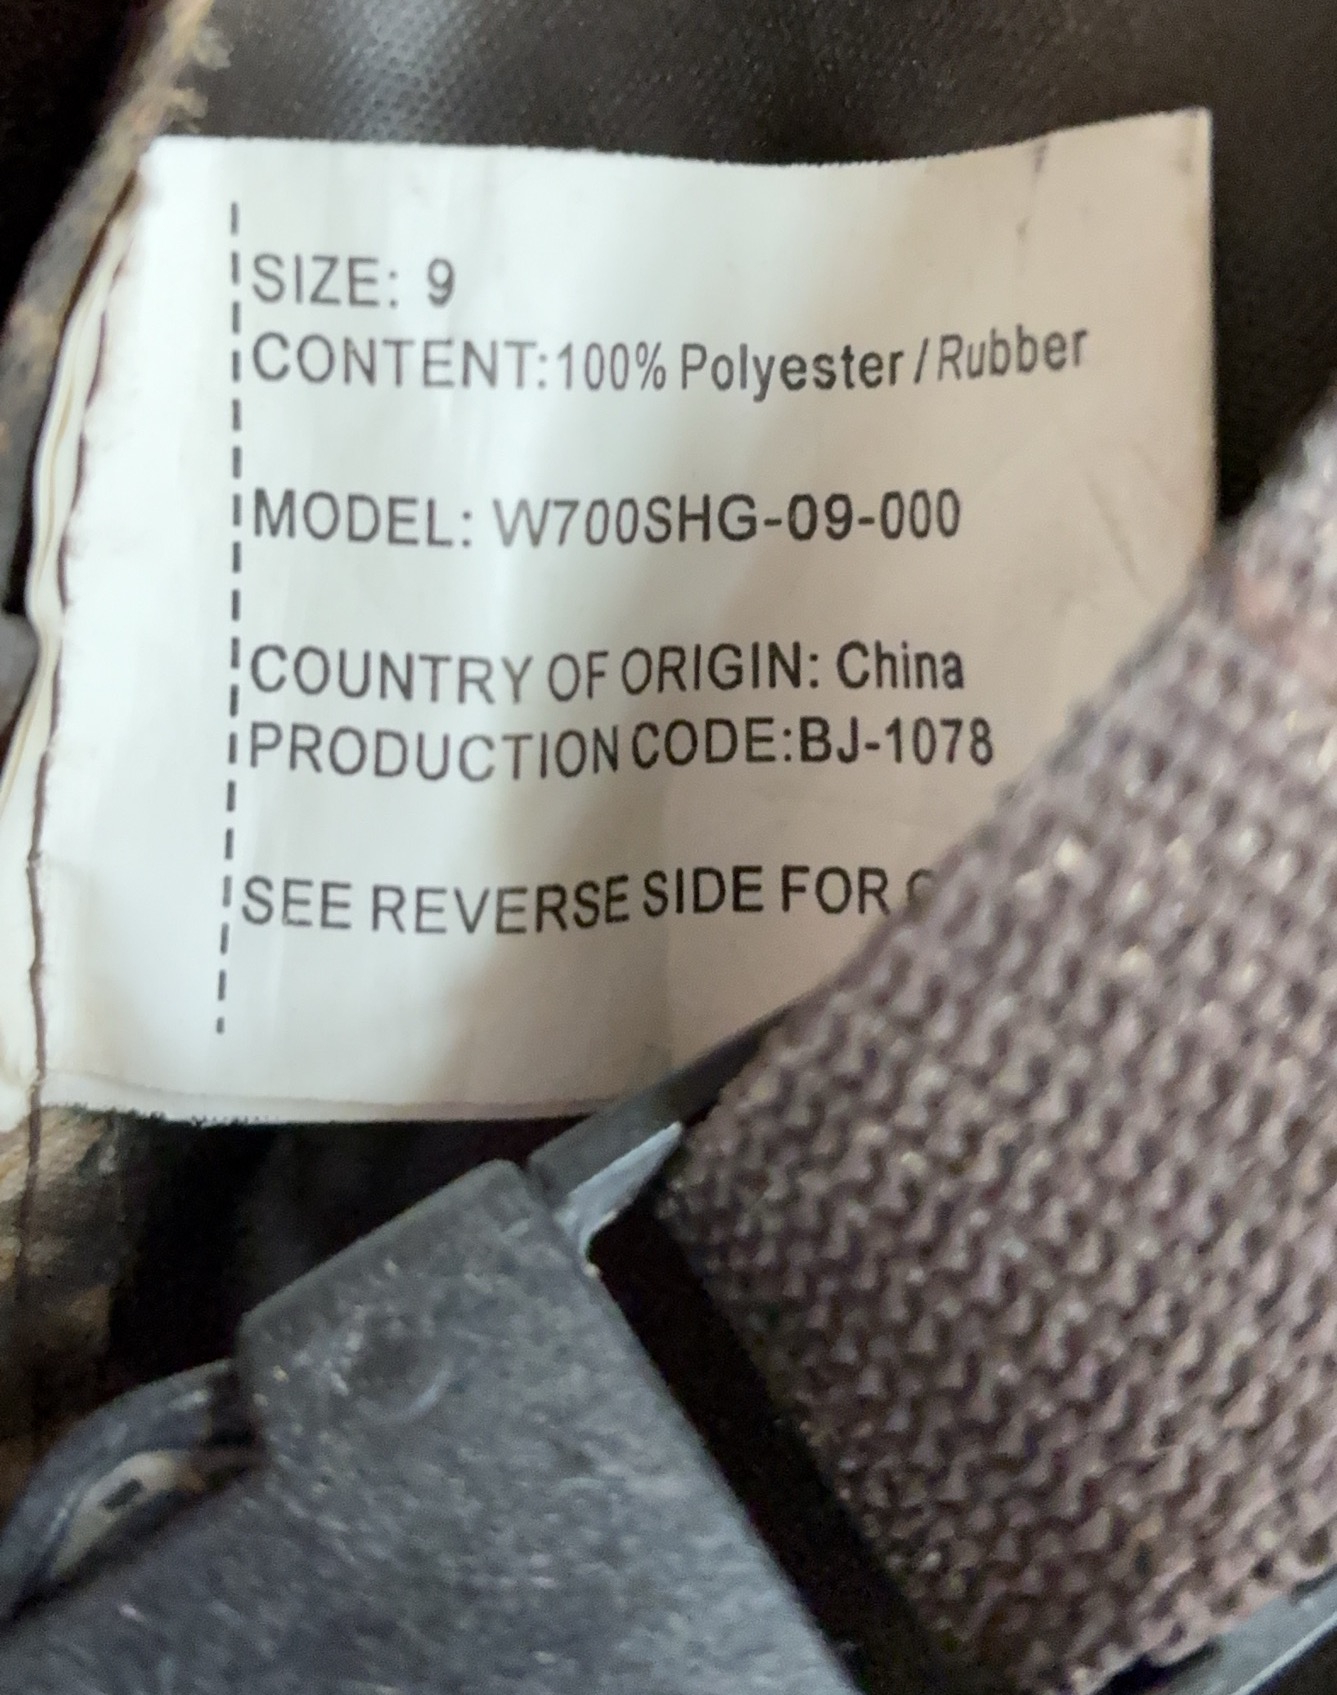 SIZE: 9
CONTENT:100% Polyester/Rubber
MODEL: W700SHG-09-000
COUNTRY OF ORIGIN: China
PRODUCTION CODE:BJ-1078
SEE REVERSE SIDE FOR